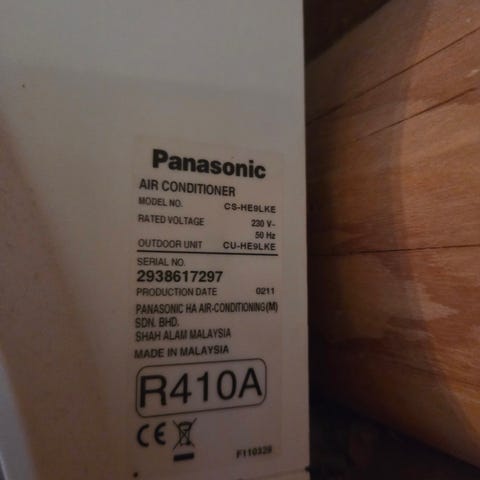 Panasonic
AIR CONDITIONER
MODEL NO. CS-HE9LKE
RATED VOLTAGE 230 V~
50 Hz
OUTDOOR UNIT CU-HE9LKE
SERIAL NO.
2938617297
PRODUCTION DATE 0211
PANASONIC HA AIR-CONDITIONING(M)
SDN. BHD.
SHAH ALAM MALAYSIA
MADE IN MALAYSIA
R410A
CE
F110329